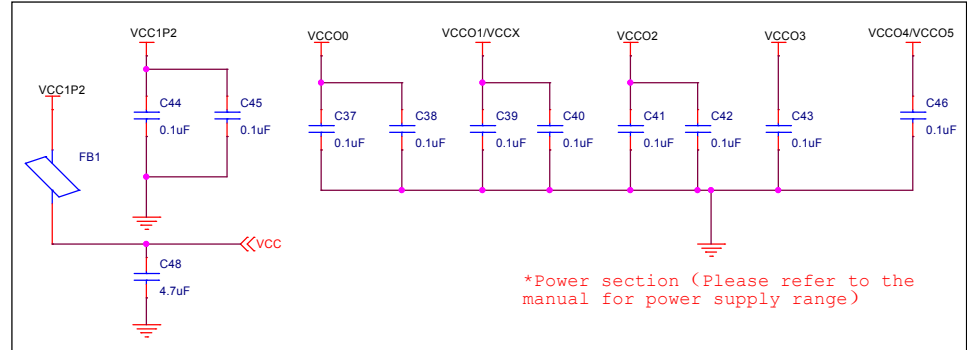 VCC1P2
VCCO0
VCCO1/VCCX
VCCO2
VCCO3
VCCO4/VCCO5
VCC1P2
C44
0.1uF
C45
0.1uF
C37
0.1uF
C38
0.1uF
C39
0.1uF
C40
0.1uF
C41
0.1uF
C42
0.1uF
C43
0.1uF
C46
0.1uF
FB1
VCC
C48
4.7uF
*Power section（Please refer to the
manual for power supply range）